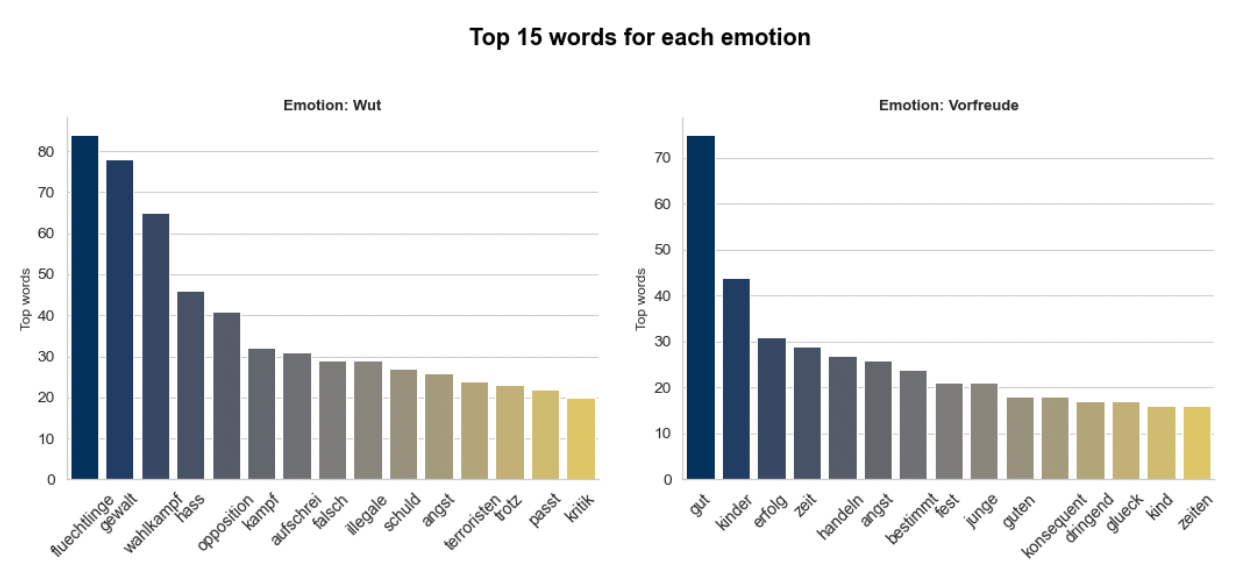 Top 15 words for each emotion
Emotion: Wut
Top words
80
70
60
50
40
30
20
10
0
fluechtlinge
gewalt
wahlkampf
hass
opposition
kampf
aufschrei
falsch
illegale
schuld
angst
terroristen
trotz
passt
kritik
Emotion: Vorfreude
Top words
70
60
50
40
30
20
10
0
gut
kinder
erfolg
zeit
handeln
angst
bestimmt
fest
junge
guten
konsequent
dringend
glueck
kind
zeiten